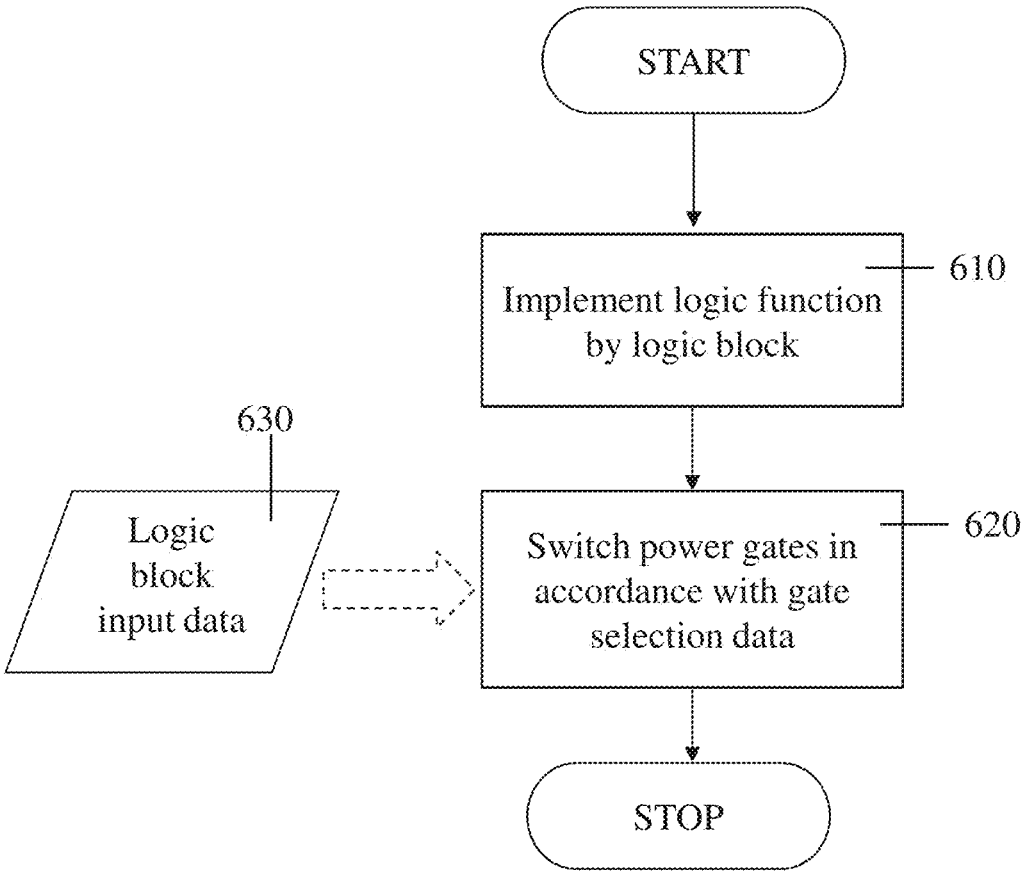 START
610
Implement logic function
by logic block
630
Logic
block
input data
620
Switch power gates in
accordance with gate
selection data
STOP